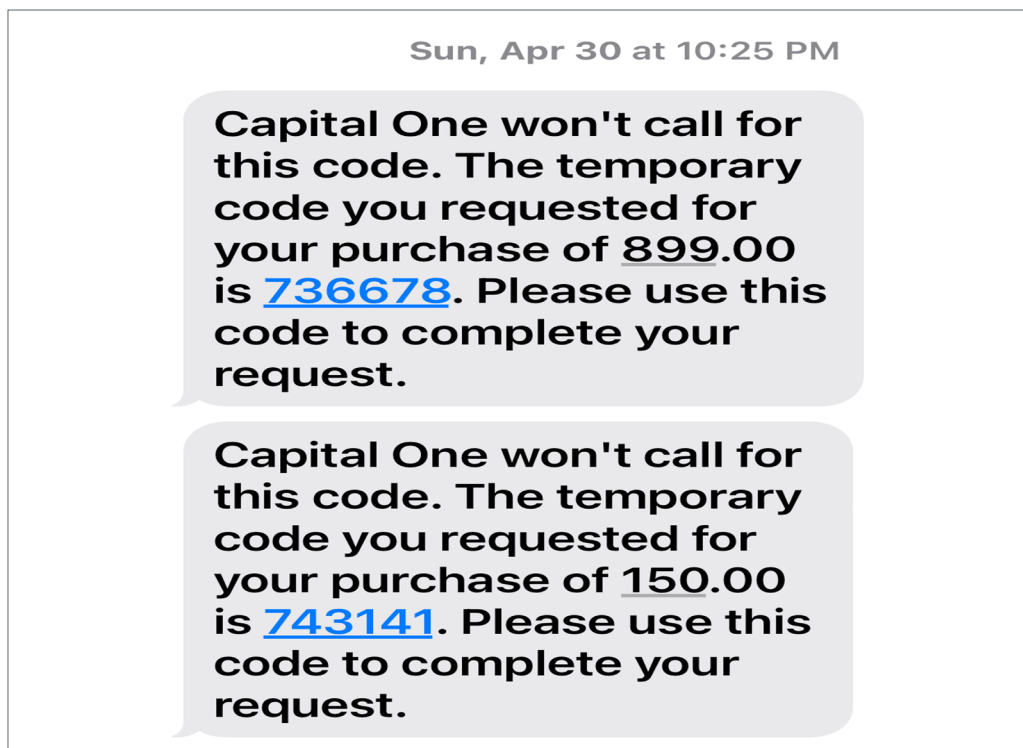 Sun, Apr 30 at 10:25 PM
Capital One won't call for
this code. The temporary
code you requested for
your purchase of 899.00
is 736678. Please use this
code to complete your
request.
Capital One won't call for
this code. The temporary
code you requested for
your purchase of 150.00
is 743141. Please use this
code to complete your
request.